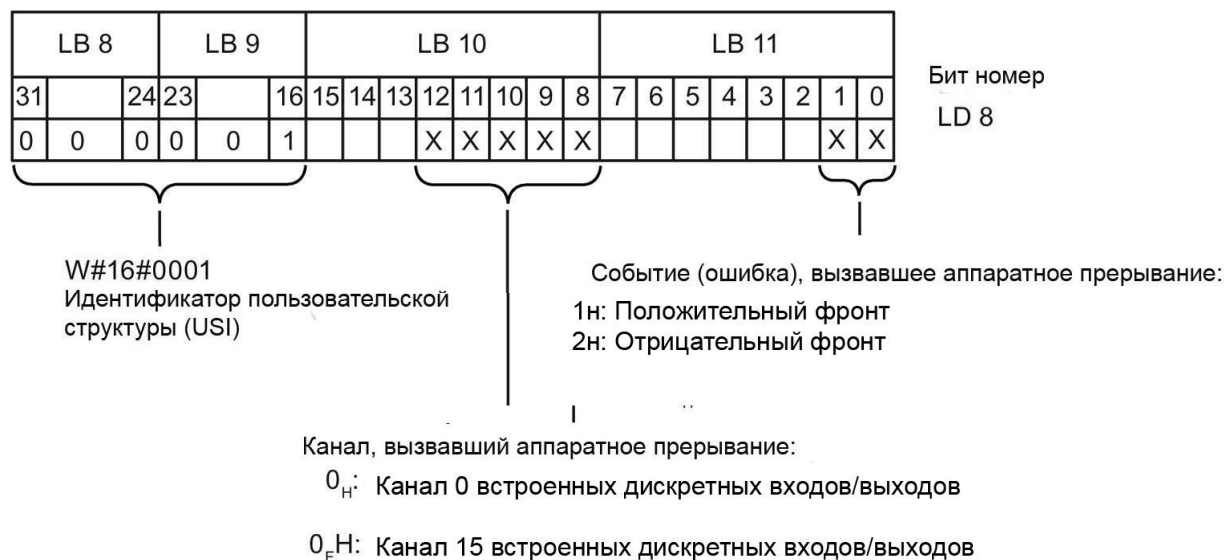 LB 8 LB 9 LB 10 LB 11
Бит номер
31 24 23 16 15 14 13 12 11 10 9 8 7 6 5 4 3 2 1 0
LD 8
0 0 0 0 0 1 X X X X X X X
W#16#0001
Идентификатор пользовательской
структуры (USI)
Событие (ошибка), вызвавшее аппаратное прерывание:
1н: Положительный фронт
2н: Отрицательный фронт
Канал, вызвавший аппаратное прерывание:
0H: Канал 0 встроенных дискретных входов/выходов
0FH: Канал 15 встроенных дискретных входов/выходов